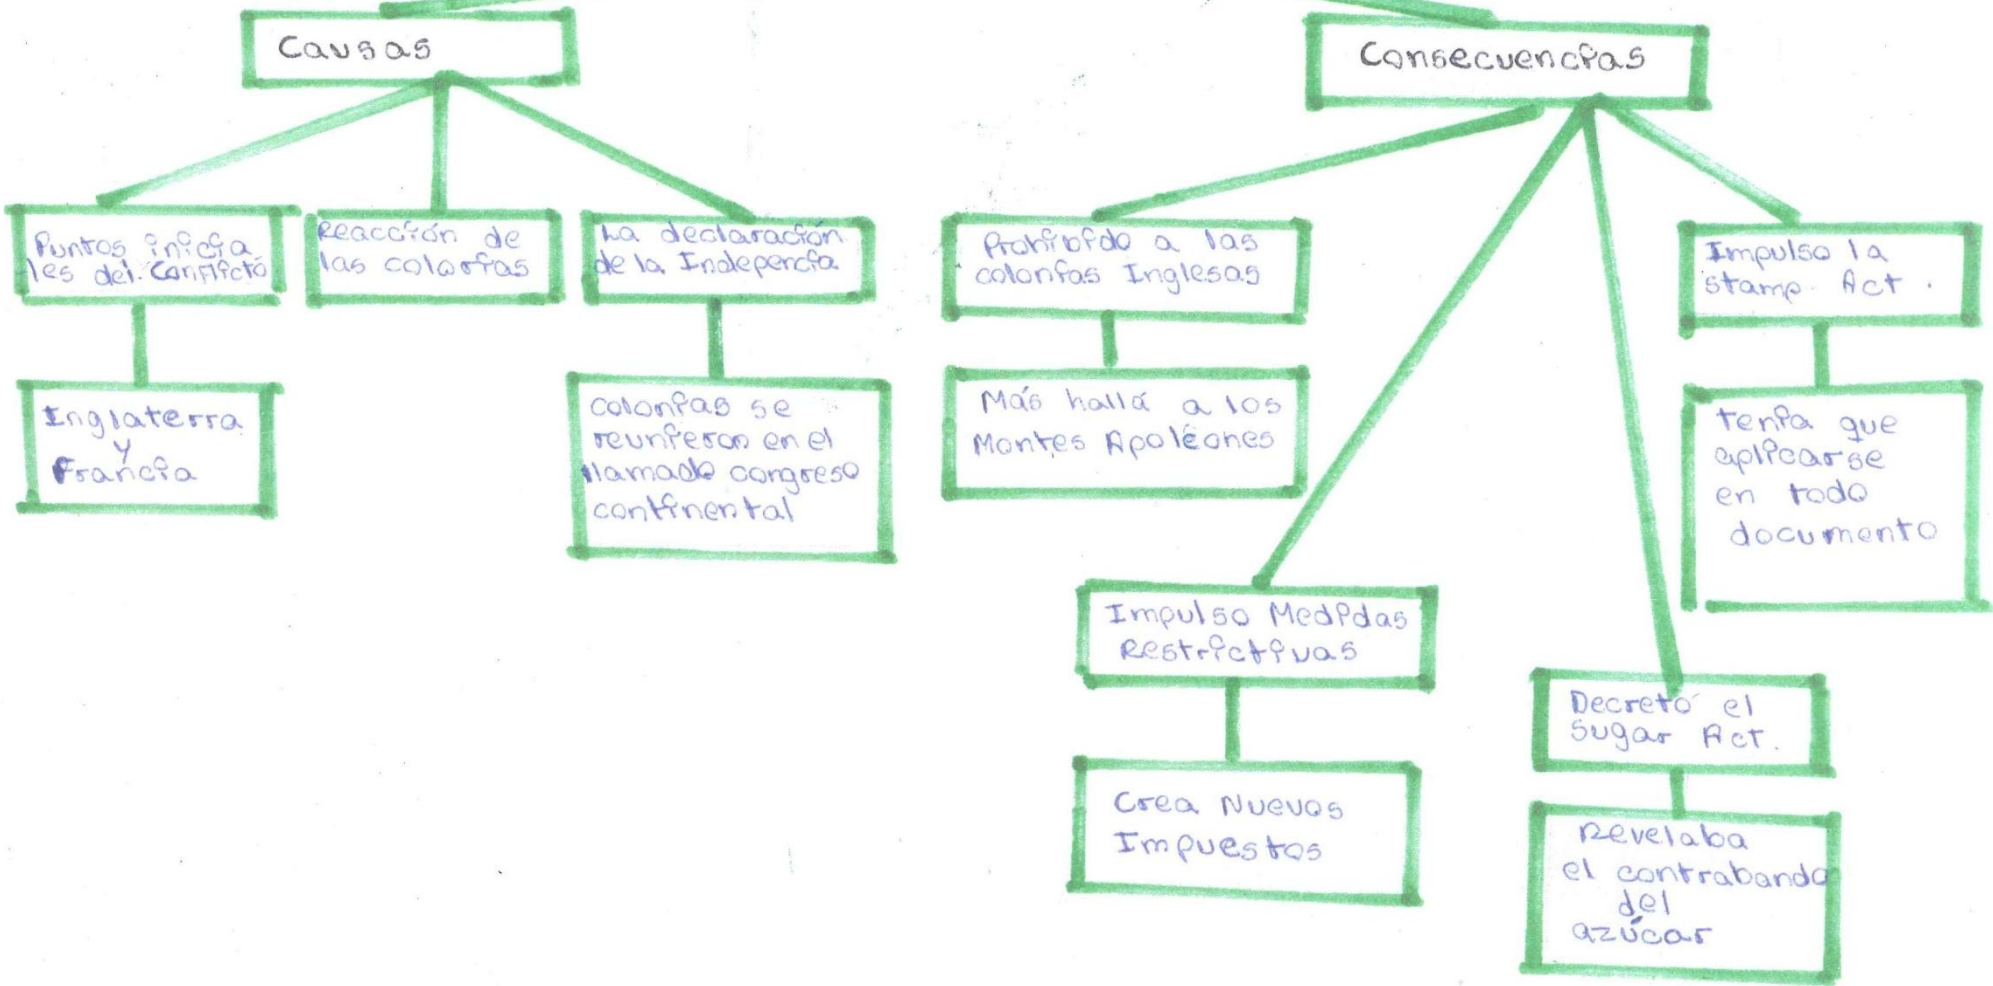 Causas
Consecuencias
Puntos inicia
les del Conflicto
Reacción de
las colonias
La declaración
de la Indepencia
Prohibido a las
colonias Inglesas
Impulso la
stamp Act.
Inglaterra
y
Francia
colonias se
reunieron en el
llamado congreso
continental
Más hallá a los
Montes Apoleones
tenia que
aplicarse
en todo
documento
Impulso Medidas
Restrictivas
Decretó el
Sugar Act.
Crea Nuevos
Impuestos
Revelaba
el contrabando
del
azúcar